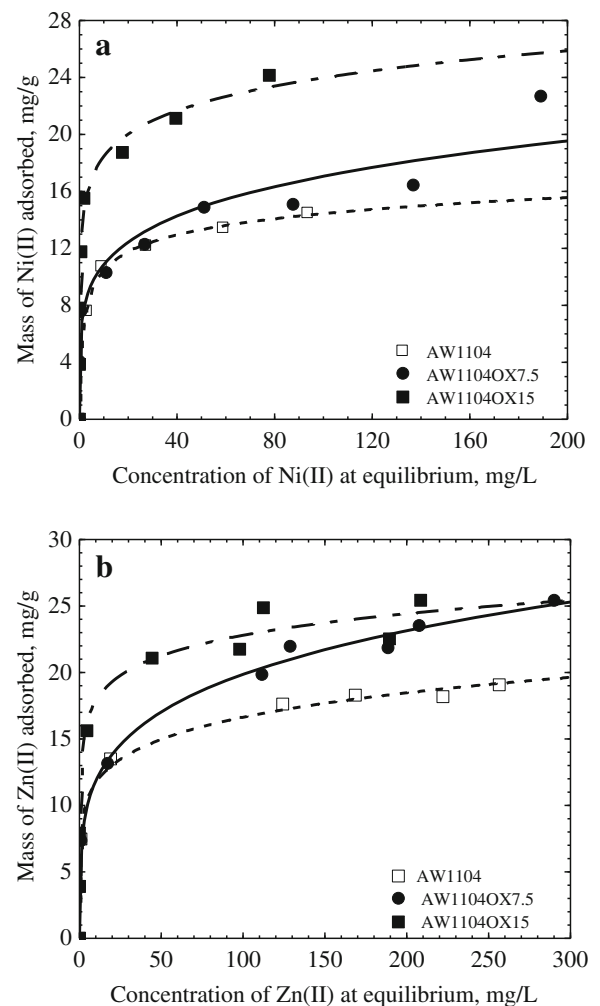 a
28
24
20
16
12
8
4
0
Mass of Ni(II) adsorbed, mg/g
AW1104
AW1104OX7.5
AW1104OX15
0 40 80 120 160 200
Concentration of Ni(II) at equilibrium, mg/L
b
30
25
20
15
10
5
0
Mass of Zn(II) adsorbed, mg/g
AW1104
AW1104OX7.5
AW1104OX15
0 50 100 150 200 250 300
Concentration of Zn(II) at equilibrium, mg/L